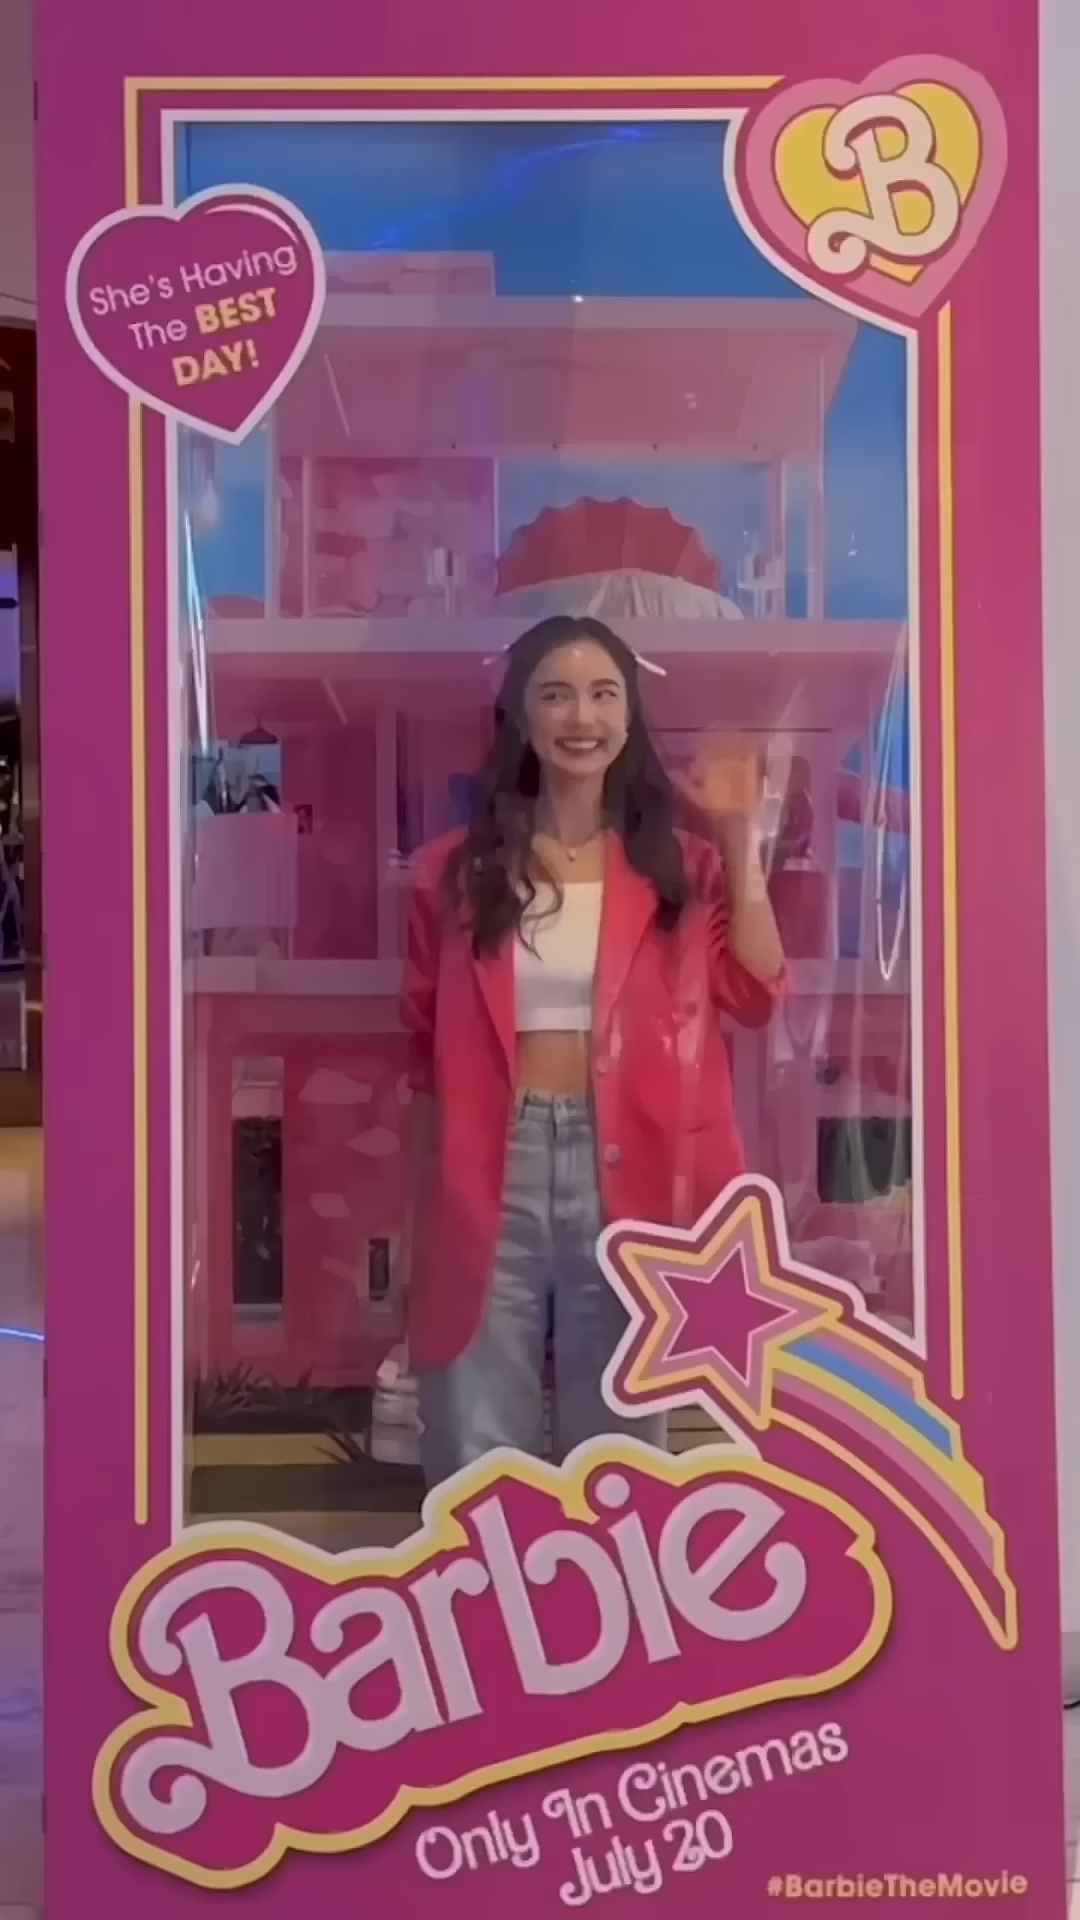 B
She's Having
The BEST
DAY!
Barbie
Only In Cinemas
July 20
#BarbieTheMovie